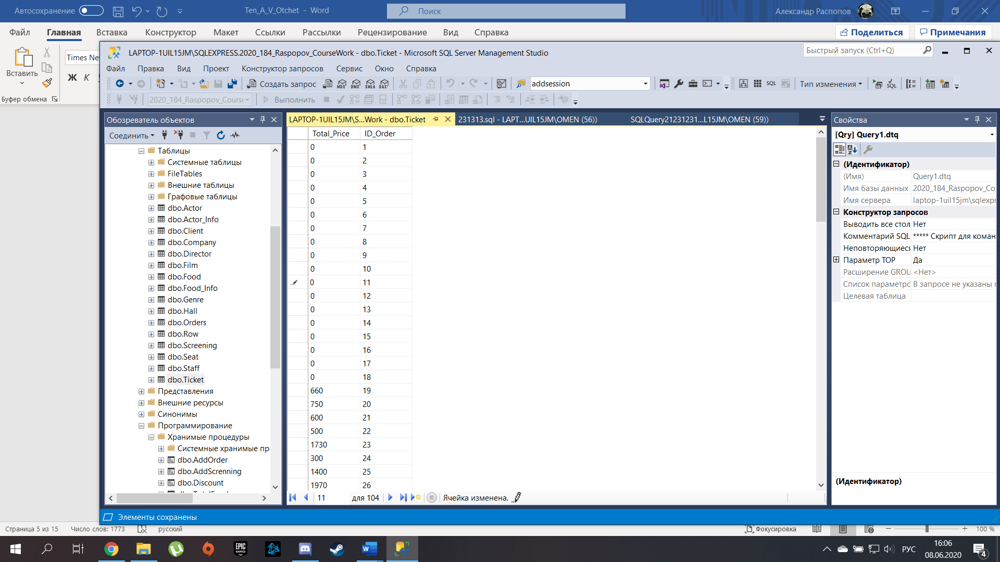 Автосохранение
Ten_A_V_Otchet - Word
Поиск
Александр Распопов
Файл Главная Вставка Конструктор Макет Ссылки Рассылки Рецензирование Вид Справка
Поделиться Примечания
Вставить
Times Ne
Ж К
Буфер обмена
LAPTOP-1UIL15JM\SQLEXPRESS.2020_184_Raspopov_CourseWork - dbo.Ticket - Microsoft SQL Server Management Studio
Быстрый запуск (Ctrl+Q)
Файл Правка Вид Проект Конструктор запросов Сервис Окно Справка
Создать запрос MDX DMX XMLA DAX addsession SQL Тип изменения SQL
2020_184_Raspopov_Cours Выполнить
Обозреватель объектов
Соединить
Таблицы
Системные таблицы
FileTables
Внешние таблицы
Графовые таблицы
dbo.Actor
dbo.Actor_Info
dbo.Client
dbo.Company
dbo.Director
dbo.Film
dbo.Food
dbo.Food_Info
dbo.Genre
dbo.Hall
dbo.Orders
dbo.Row
dbo.Screening
dbo.Seat
dbo.Staff
dbo.Ticket
Представления
Внешние ресурсы
Синонимы
Программирование
Хранимые процедуры
Системные хранимые пр
dbo.AddOrder
dbo.AddScrenning
dbo.Discount
LAPTOP-1UIL15JM\S...Work - dbo.Ticket
231313.sql - LAPT...UIL15JM\OMEN (56))
SQLQuery21231231...L15JM\OMEN (59))
Total_Price ID_Order
0 1
0 2
0 3
0 4
0 5
0 6
0 7
0 8
0 9
0 10
0 11
0 12
0 13
0 14
0 15
0 16
0 17
0 18
660 19
750 20
600 21
500 22
1730 23
300 24
1400 25
1970 26
11 для 104 Ячейка изменена.
Свойства
[Qry] Query1.dtq
(Идентификатор)
(Имя) Query1.dtq
Имя базы данных 2020_184_Raspopov_Co
Имя сервера laptop-1uil15jm\sqlexpr
Конструктор запросов
Выводить все стол Нет
Комментарий SQL ***** Скрипт для коман
Неповторяющиеся Нет
Параметр TOP Да
Расширение GROU <Нет>
Список параметро В запросе не указаны
Целевая таблица
(Идентификатор)
Элементы сохранены
Страница 5 из 15 Число слов: 1773 русский
Фокусировка
100 %
EPIC GAMES
РУС
16:06
08.06.2020
4